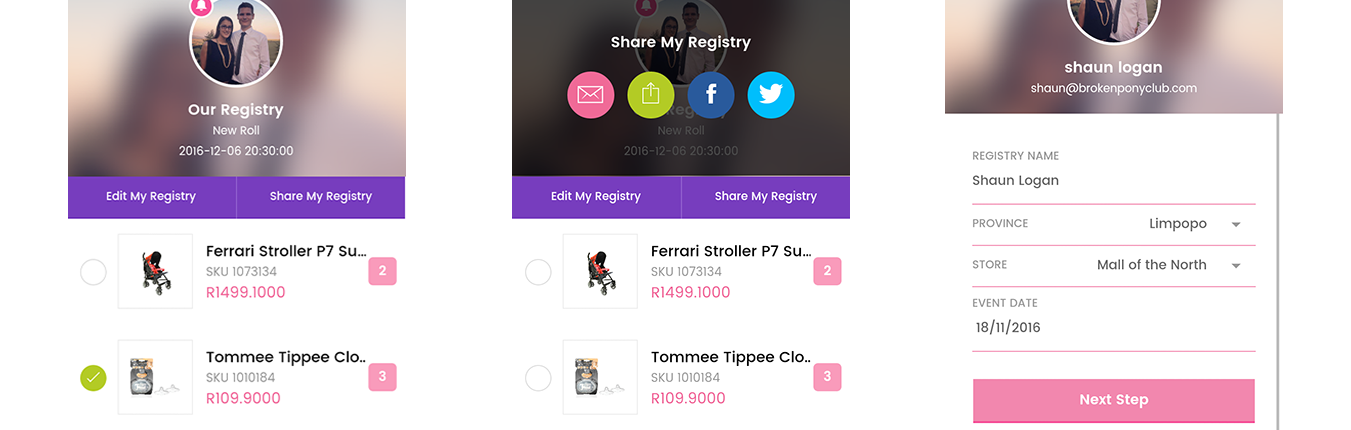 Our Registry
New Roll
2016-12-06 20:30:00
Edit My Registry
Share My Registry
Ferrari Stroller P7 Su...
SKU 1073134
R1499.1000
2
Tommee Tippee Clo..
SKU 1010184
R109.9000
3
Share My Registry
f
New Roll
2016-12-06 20:30:00
Edit My Registry
Share My Registry
Ferrari Stroller P7 Su...
SKU 1073134
R1499.1000
2
Tommee Tippee Clo..
SKU 1010184
R109.9000
3
shaun logan
shaun@brokenponyclub.com
REGISTRY NAME
Shaun Logan
PROVINCE
Limpopo
STORE
Mall of the North
EVENT DATE
18/11/2016
Next Step